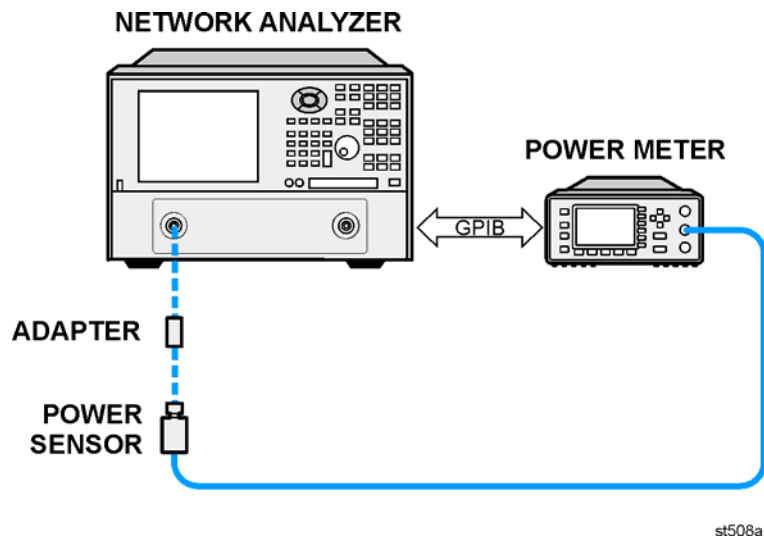 NETWORK ANALYZER
POWER METER
GPIB
ADAPTER
POWER
SENSOR
st508a